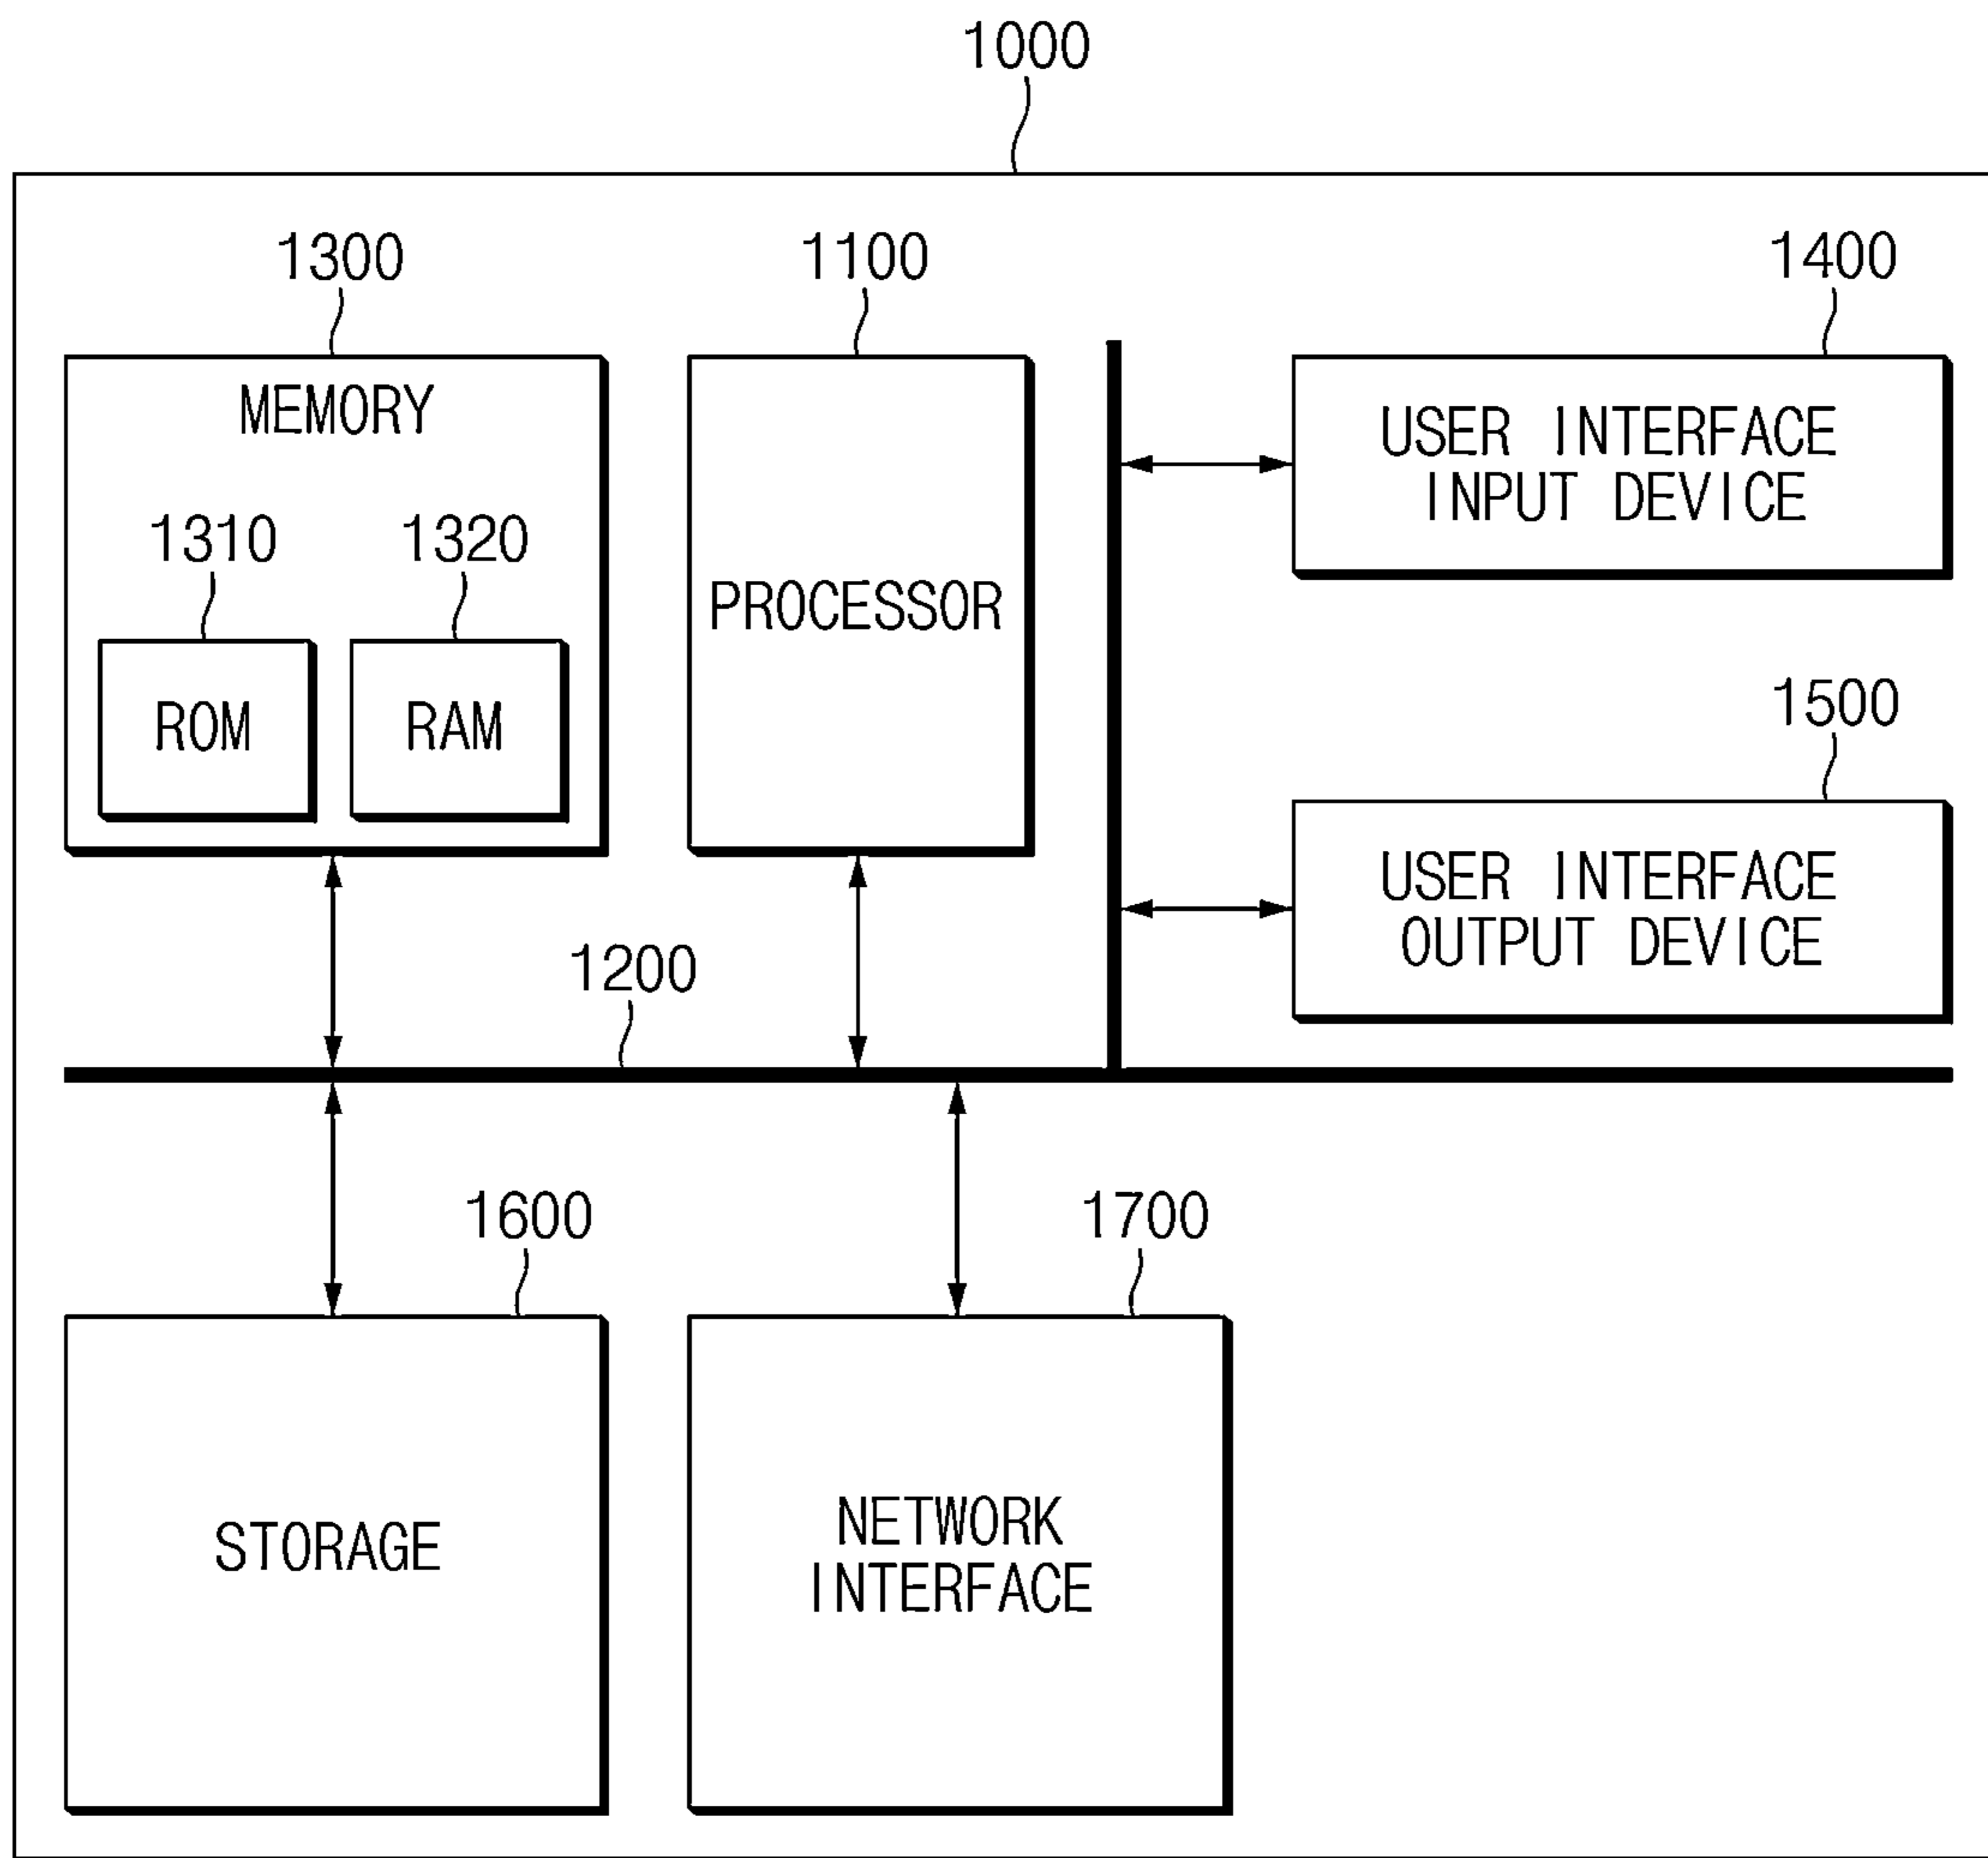 1000
1300
1100
1400
MEMORY
USER INTERFACE
INPUT DEVICE
1310
1320
PROCESSOR
ROM
RAM
1500
USER INTERFACE
OUTPUT DEVICE
1200
1600
1700
STORAGE
NETWORK
INTERFACE